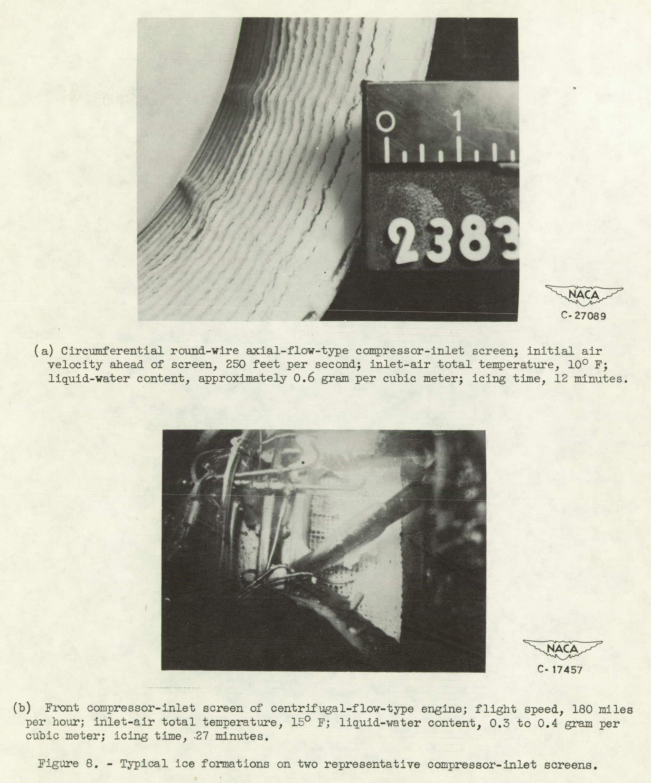 0 1
2383
NACA
C-27089
(a) Circumferential round-wire axial-flow-type compressor-inlet screen; initial air
velocity ahead of screen, 250 feet per second; inlet-air total temperature, 10° F;
liquid-water content, approximately 0.6 gram per cubic meter; icing time, 12 minutes.
NACA
C-17457
(b) Front compressor-inlet screen of centrifugal-flow-type engine; flight speed, 180 miles
per hour; inlet-air total temperature, 15° F; liquid-water content, 0.3 to 0.4 gram per
cubic meter; icing time, 27 minutes.
Figure 8. - Typical ice formations on two representative compressor-inlet screens.